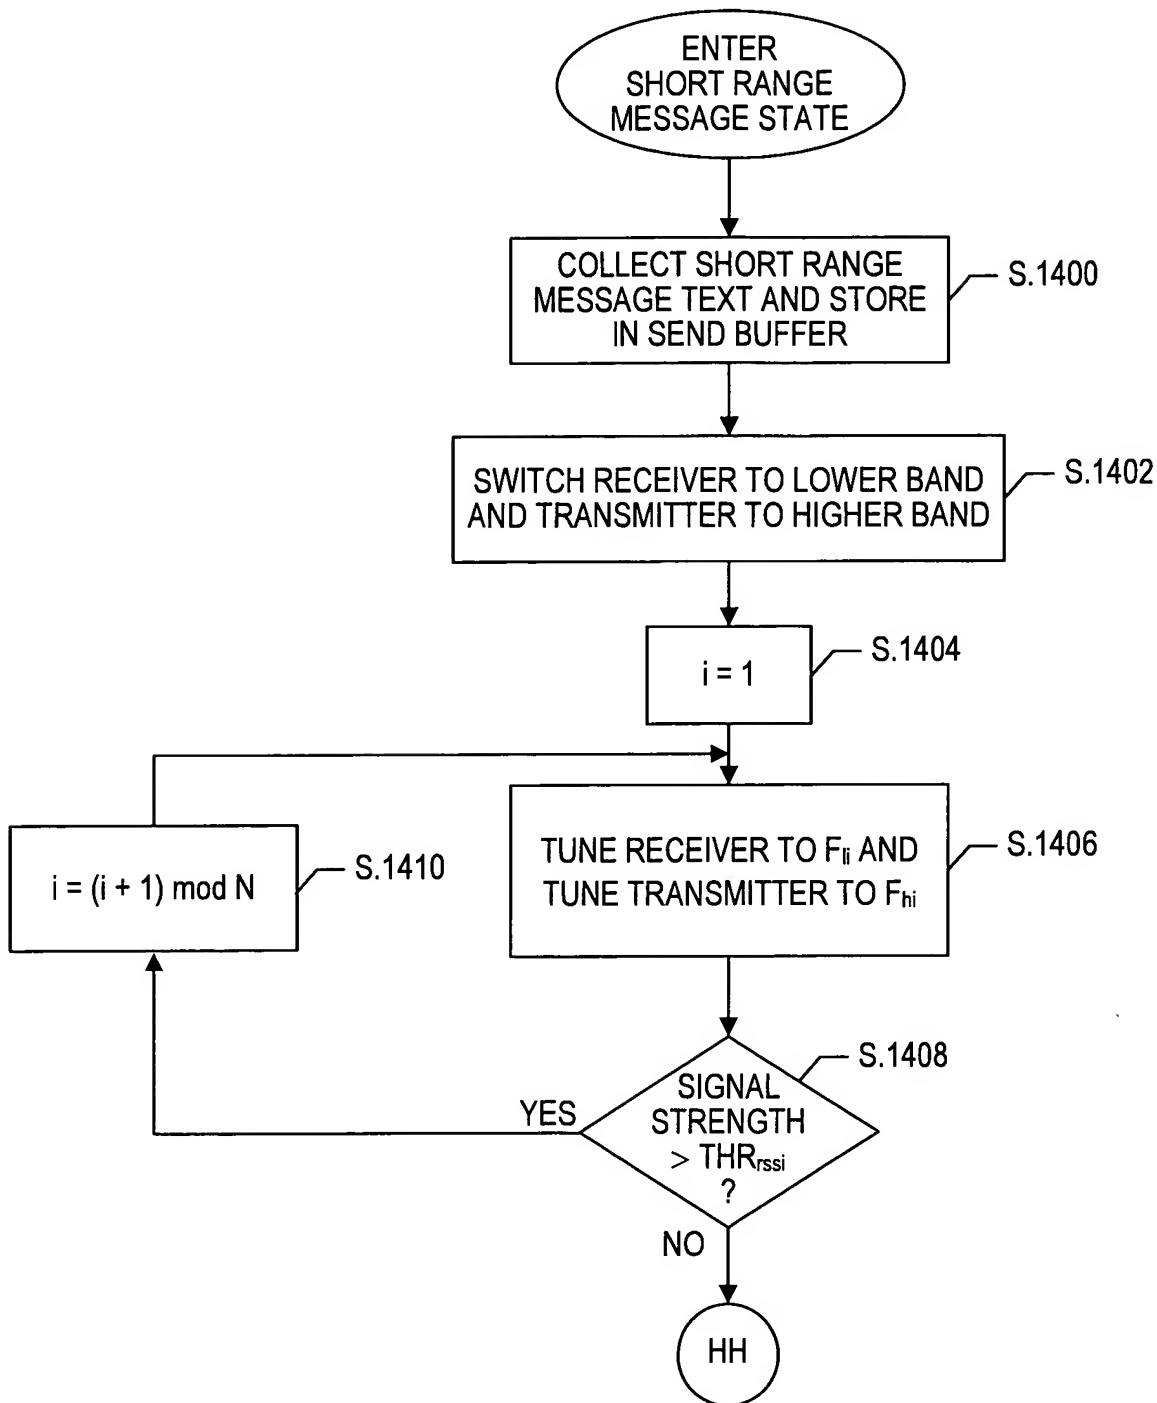 ENTER
SHORT RANGE
MESSAGE STATE
COLLECT SHORT RANGE
MESSAGE TEXT AND STORE
IN SEND BUFFER
S.1400
SWITCH RECEIVER TO LOWER BAND
AND TRANSMITTER TO HIGHER BAND
S.1402
i = 1
S.1404
TUNE RECEIVER TO Fli AND
TUNE TRANSMITTER TO Fhi
S.1406
i = (i + 1) mod N
S.1410
SIGNAL
STRENGTH
> THRrssi
?
S.1408
YES
NO
HH